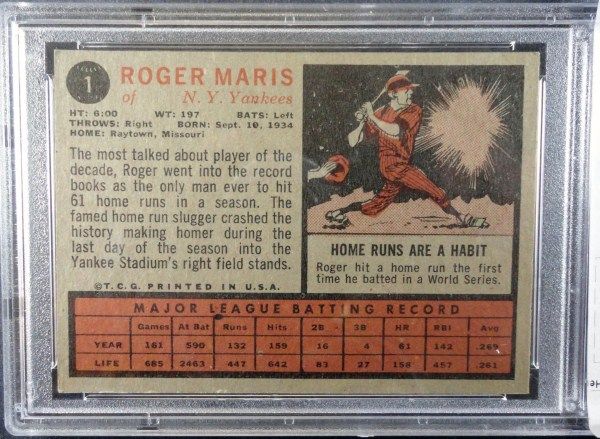 1
ROGER MARIS
of N. Y. Yankees
HT: 6:00 WT: 197 BATS: Left
THROWS: Right BORN: Sept. 10, 1934
HOME: Raytown, Missouri
The most talked about player of the
decade, Roger went into the record
books as the only man ever to hit
61 home runs in a season. The
famed home run slugger crashed the
history making homer during the
last day of the season into the
Yankee Stadium's right field stands.
©T.C.G. PRINTED IN U.S.A.
HOME RUNS ARE A HABIT
Roger hit a home run the first
time he batted in a World Series.
MAJOR LEAGUE BATTING RECORD
Games At Bat Runs Hits 2B 3B HR RBI Avg
YEAR 161 590 132 159 16 4 61 142 .269
LIFE 685 2463 447 642 83 27 158 457 .261